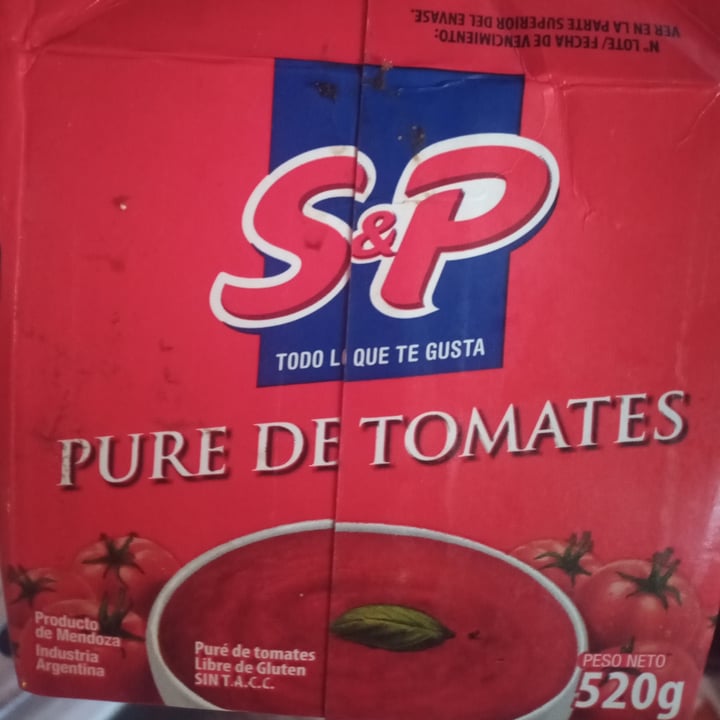 N° LOTE/ FECHA DE VENCIMIENTO:
VER EN LA PARTE SUPERIOR DEL ENVASE.
S&P
TODO LO QUE TE GUSTA
PURE DE TOMATES
Producto
de Mendoza
Industria
Argentina
Puré de tomates
Libre de Gluten
SIN T.A.C.C.
PESO NETO
520g